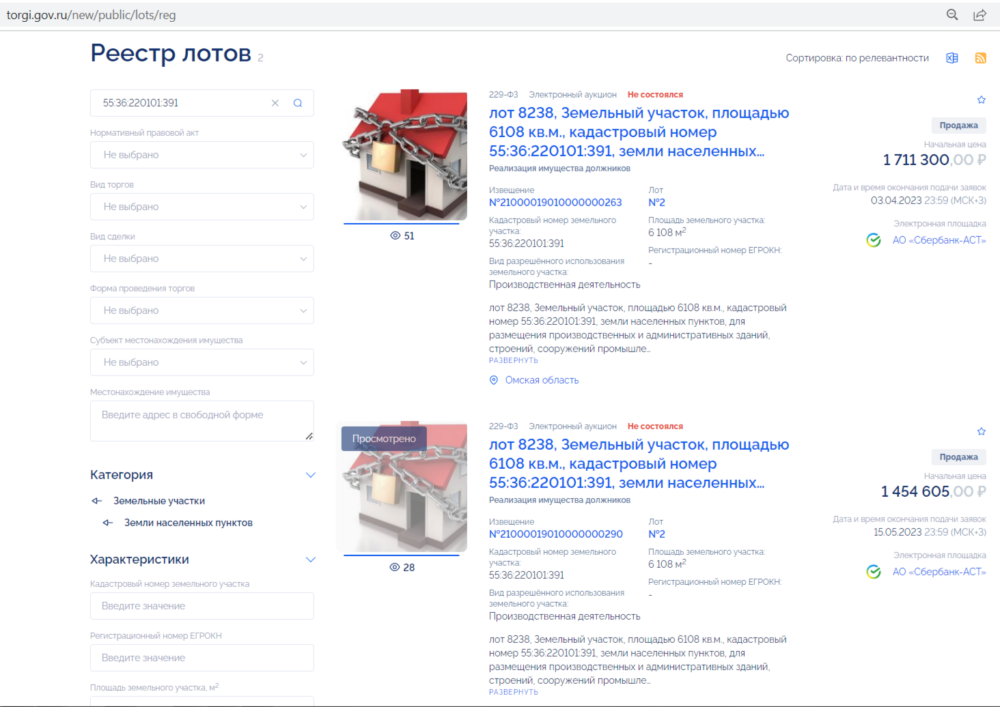 torgi.gov.ru/new/public/lots/reg
Реестр лотов 2
Сортировка: по релевантности
55:36:220101:391
Нормативный правовой акт
Не выбрано
Вид торгов
Не выбрано
Вид сделки
Не выбрано
Форма проведения торгов
Не выбрано
Субъект местонахождения имущества
Не выбрано
Местонахождение имущества
Введите адрес в свободной форме
Категория
Земельные участки
Земли населенных пунктов
Характеристики
Кадастровый номер земельного участка
Введите значение
Регистрационный номер ЕГРОКН
Введите значение
Площадь земельного участка, м²
51
229-ФЗ Электронный аукцион Не состоялся
лот 8238, Земельный участок, площадью
6108 кв.м., кадастровый номер
55:36:220101:391, земли населенных...
Реализация имущества должников
Извещение
№21000019010000000263
Лот
№2
Кадастровый номер земельного
участка:
55:36:220101:391
Площадь земельного участка:
6 108 м²
Вид разрешённого использования
земельного участка:
Производственная деятельность
Регистрационный номер ЕГРОКН:
-
лот 8238, Земельный участок, площадью 6108 кв.м., кадастровый
номер 55:36:220101:391, земли населенных пунктов, для
размещения производственных и административных зданий,
строений, сооружений промышле...
РАЗВЕРНУТЬ
Омская область
Продажа
Начальная цена
1 711 300,00 ₽
Дата и время окончания подачи заявок
03.04.2023 23:59 (МСК+3)
Электронная площадка
АО «Сбербанк-АСТ»
Просмотрено
28
229-ФЗ Электронный аукцион Не состоялся
лот 8238, Земельный участок, площадью
6108 кв.м., кадастровый номер
55:36:220101:391, земли населенных...
Реализация имущества должников
Извещение
№21000019010000000290
Лот
№2
Кадастровый номер земельного
участка:
55:36:220101:391
Площадь земельного участка:
6 108 м²
Вид разрешённого использования
земельного участка:
Производственная деятельность
Регистрационный номер ЕГРОКН:
-
лот 8238, Земельный участок, площадью 6108 кв.м., кадастровый
номер 55:36:220101:391, земли населенных пунктов, для
размещения производственных и административных зданий,
строений, сооружений промышле...
РАЗВЕРНУТЬ
Продажа
Начальная цена
1 454 605,00 ₽
Дата и время окончания подачи заявок
15.05.2023 23:59 (МСК+3)
Электронная площадка
АО «Сбербанк-АСТ»